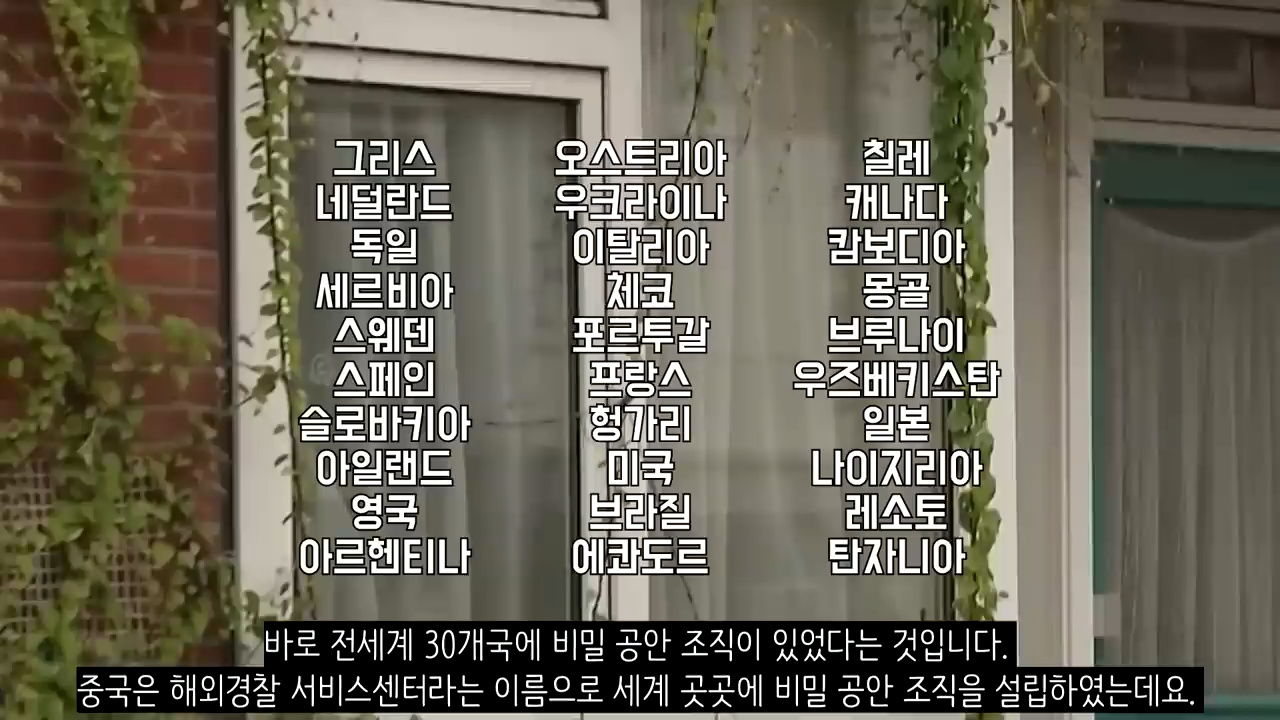 그리스
네덜란드
독일
세르비아
스웨덴
스페인
슬로바키아
아일랜드
영국
아르헨티나
오스트리아
우크라이나
이탈리아
체코
포르투갈
프랑스
헝가리
미국
브라질
에콰도르
칠레
캐나다
캄보디아
몽골
브루나이
우즈베키스탄
일본
나이지리아
레소토
탄자니아
바로 전세계 30개국에 비밀 공안 조직이 있었다는 것입니다.
중국은 해외경찰 서비스센터라는 이름으로 세계 곳곳에 비밀 공안 조직을 설립하였는데요.